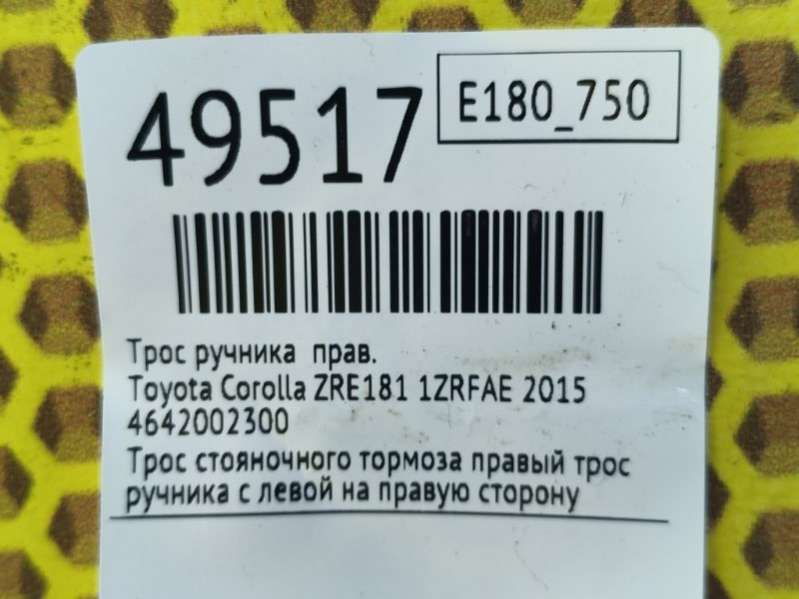 49517
E180_750
Трос ручника прав.
Toyota Corolla ZRE181 1ZRFAE 2015
4642002300
Трос стояночного тормоза правый трос
ручника с левой на правую сторону